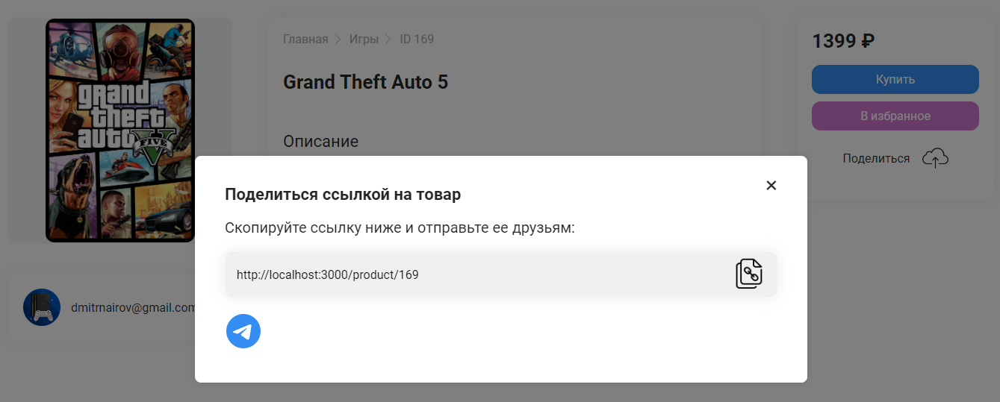 Главная > Игры > ID 169
Grand Theft Auto 5
Описание
grand
theft
auto
FIVE
1399 ₽
Купить
В избранное
Поделиться
Поделиться ссылкой на товар
×
Скопируйте ссылку ниже и отправьте ее друзьям:
http://localhost:3000/product/169
dmitrnairov@gmail.com